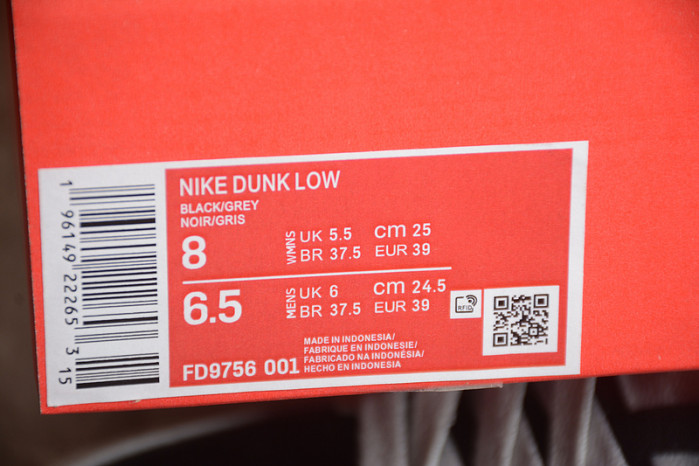 1 96149 22265 3 15
NIKE DUNK LOW
BLACK/GREY
NOIR/GRIS
8 WMNS UK 5.5 cm 25
BR 37.5 EUR 39
6.5 MENS UK 6 cm 24.5
BR 37.5 EUR 39
RFID
MADE IN INDONESIA/
FABRIQUE EN INDONESIE/
FABRICADO NA INDONÉSIA/
HECHO EN INDONESIA
FD9756 001